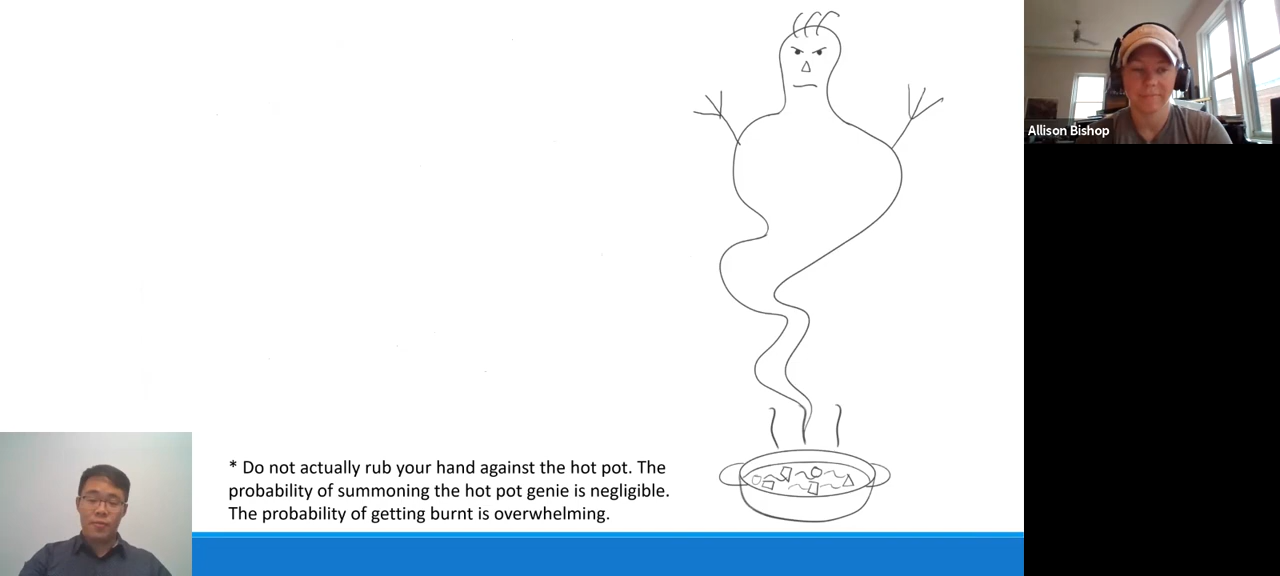 Allison Bishop
* Do not actually rub your hand against the hot pot. The
probability of summoning the hot pot genie is negligible.
The probability of getting burnt is overwhelming.